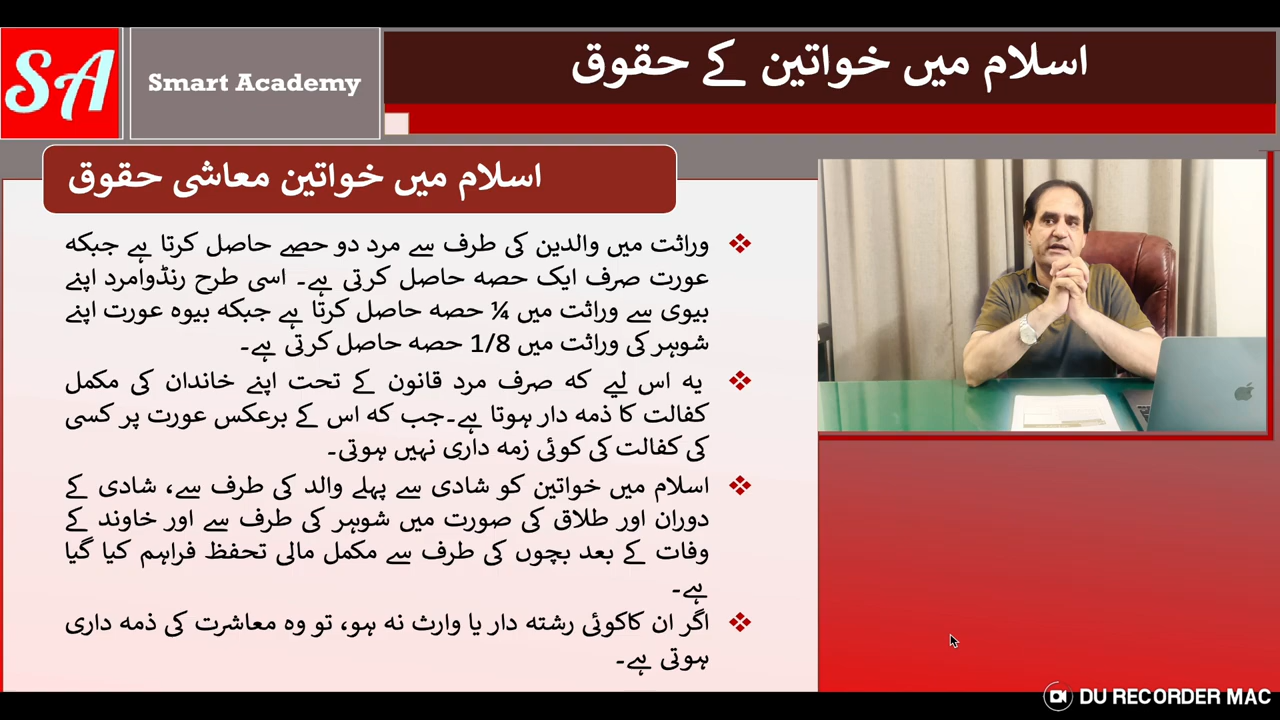 SA
Smart Academy
اسلام میں خواتین کے حقوق
اسلام میں خواتین معاشی حقوق
وراثت میں والدین کی طرف سے مرد دو حصے حاصل کرتا ہے جبکہ
عورت صرف ایک حصہ حاصل کرتی ہے۔ اسی طرح رنڈوامرد اپنے
بیوی سے وراثت میں ¼ حصہ حاصل کرتا ہے جبکہ بیوہ عورت اپنے
شوہر کی وراثت میں 1/8 حصہ حاصل کرتی ہے۔
یہ اس لیے کہ صرف مرد قانون کے تحت اپنے خاندان کی مکمل
کفالت کا ذمہ دار ہوتا ہے۔جب کہ اس کے برعکس عورت پر کسی
کی کفالت کی کوئی زمہ داری نہیں ہوتی۔
اسلام میں خواتین کو شادی سے پہلے والد کی طرف سے، شادی کے
دوران اور طلاق کی صورت میں شوہر کی طرف سے اور خاوند کے
وفات کے بعد بچوں کی طرف سے مکمل مالی تحفظ فراہم کیا گیا
ہے۔
اگر ان کاکوئی رشتہ دار یا وارث نہ ہو، تو وہ معاشرت کی ذمہ داری
ہوتی ہے۔
DU RECORDER MAC